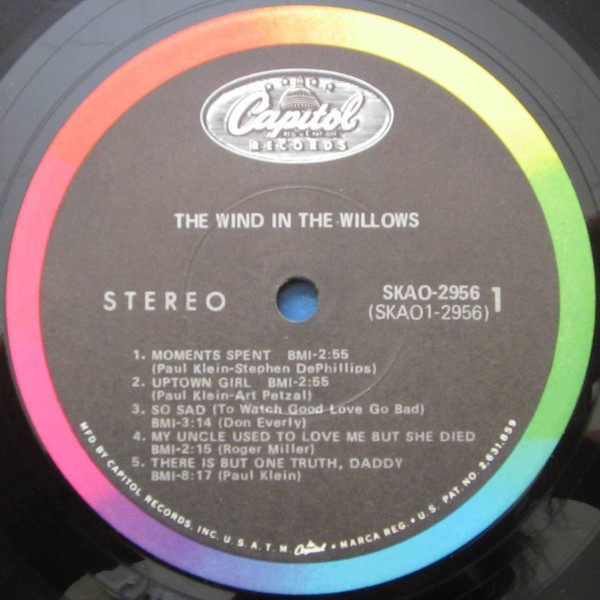 Capitol
RECORDS
THE WIND IN THE WILLOWS
STEREO
SKAO-2956
(SKAO1-2956)
1
1. MOMENTS SPENT BMI-2:55
(Paul Klein-Stephen DePhillips)
2. UPTOWN GIRL BMI-2:55
(Paul Klein-Art Petzal)
3. SO SAD (To Watch Good Love Go Bad)
BMI-3:14 (Don Everly)
4. MY UNCLE USED TO LOVE ME BUT SHE DIED
BMI-2:15 (Roger Miller)
5. THERE IS BUT ONE TRUTH, DADDY
BMI-8:17 (Paul Klein)
MFD. BY CAPITOL RECORDS, INC. U.S.A. T.M. Capitol • MARCA REG. • U.S. PAT. NO. 2,631,859